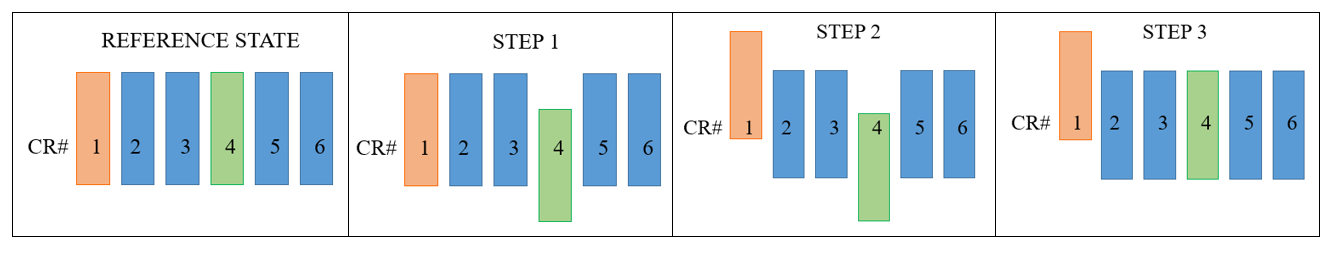 REFERENCE STATE
CR# 1 2 3 4 5 6
STEP 1
CR# 1 2 3 4 5 6
STEP 2
CR# 1 2 3 4 5 6
STEP 3
CR# 1 2 3 4 5 6